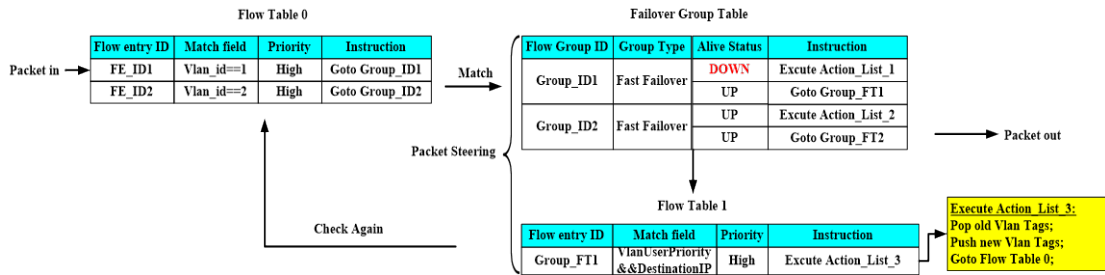 Flow Table 0
Flow entry ID Match field Priority Instruction
Packet in
FE_ID1 Vlan_id==1 High Goto Group_ID1
FE_ID2 Vlan_id==2 High Goto Group_ID2
Match
Failover Group Table
Flow Group ID Group Type Alive Status Instruction
Group_ID1 Fast Failover DOWN Excute Action_List_1
UP Goto Group_FT1
Group_ID2 Fast Failover UP Excute Action_List_2
UP Goto Group_FT2
Packet out
Packet Steering
Check Again
Flow Table 1
Flow entry ID Match field Priority Instruction
Group_FT1 VlanUserPriority
&&DestinationIP High Excute Action_List_3
Execute Action_List_3:
Pop old Vlan Tags;
Push new Vlan Tags;
Goto Flow Table 0;